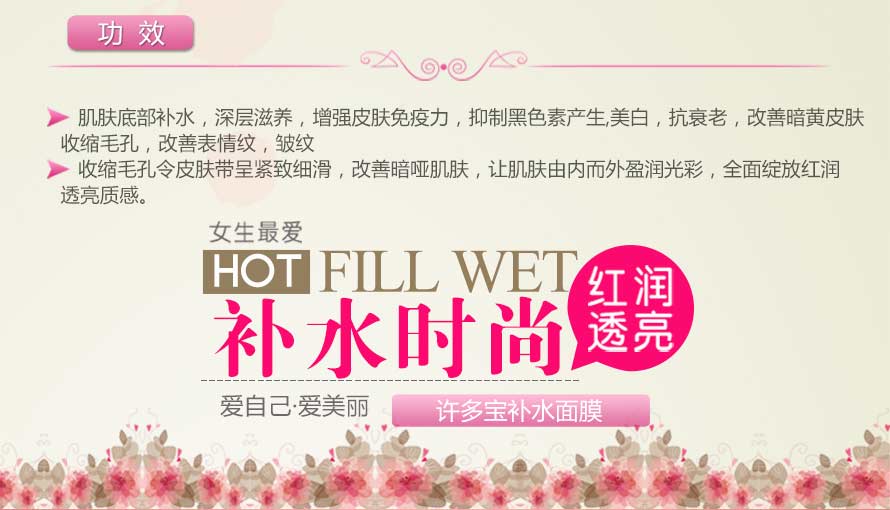 功 效
肌肤底部补水，深层滋养，增强皮肤免疫力，抑制黑色素产生,美白，抗衰老，改善暗黄皮肤
收缩毛孔，改善表情纹，皱纹
收缩毛孔令皮肤带呈紧致细滑，改善暗哑肌肤，让肌肤由内而外盈润光彩，全面绽放红润
透亮质感。
女生最爱
HOT FILL WET
补水时尚
红润
透亮
爱自己·爱美丽
许多宝补水面膜